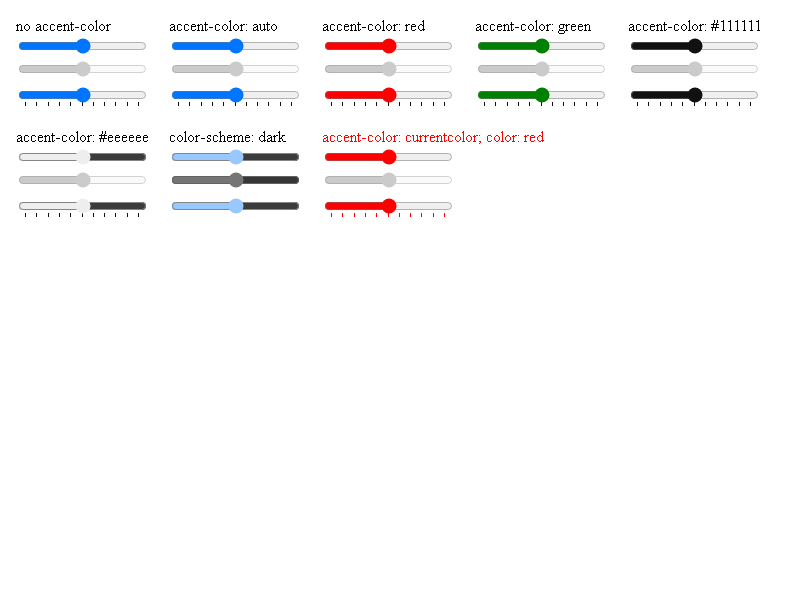 no accent-color
accent-color: auto
accent-color: red
accent-color: green
accent-color: #111111
accent-color: #eeeeee
color-scheme: dark
accent-color: currentcolor; color: red